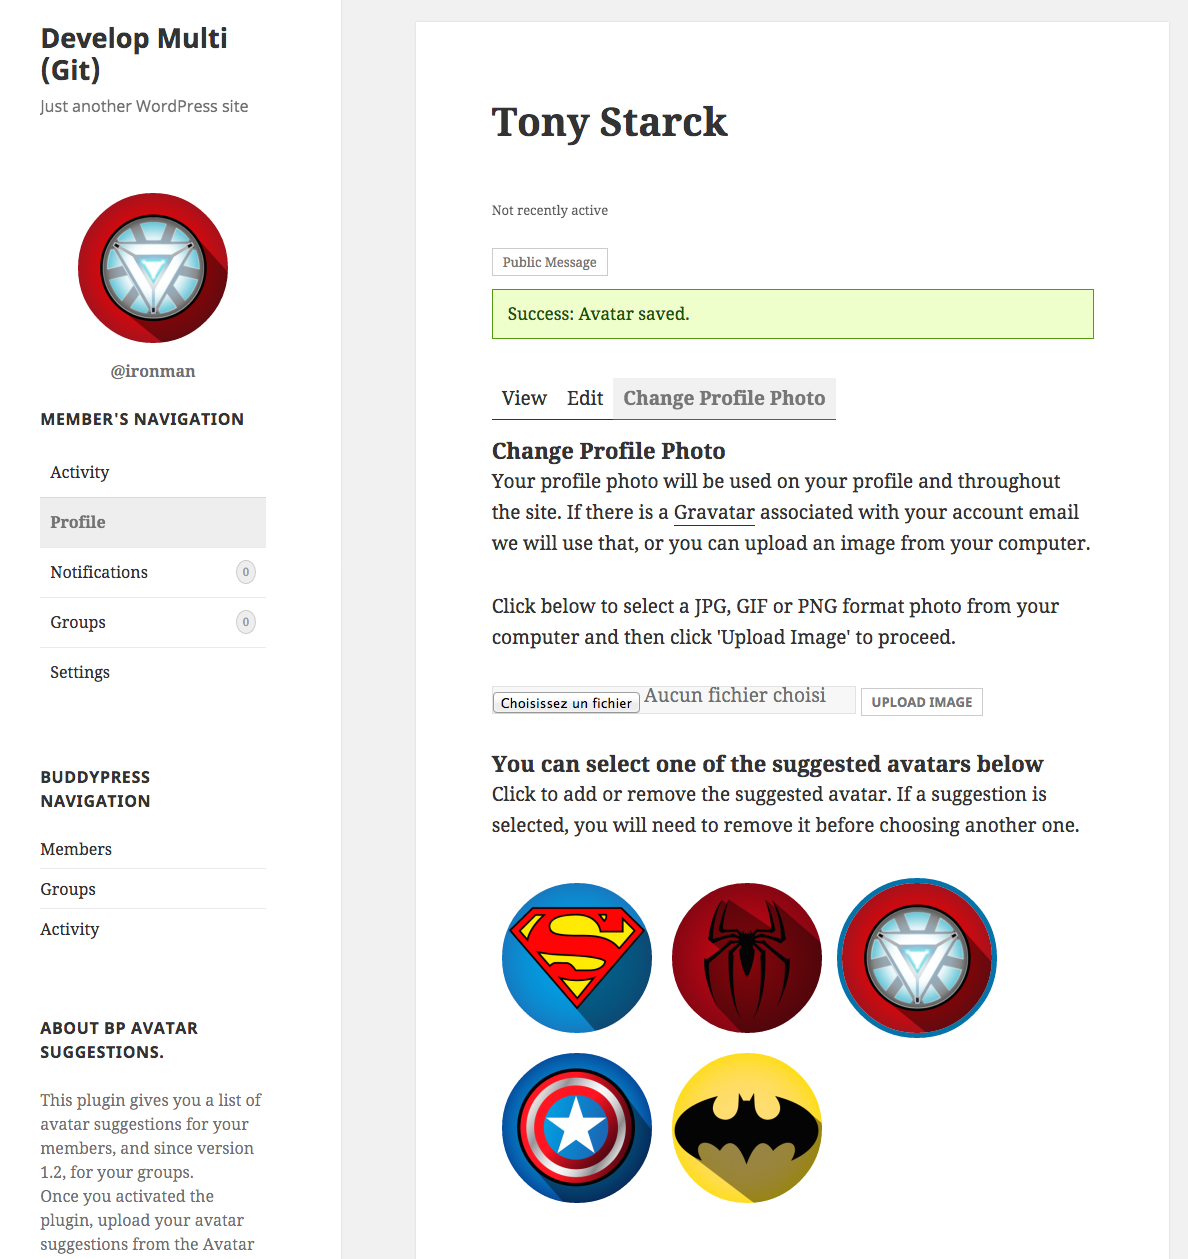 Develop Multi
(Git)
Just another WordPress site
@ironman
MEMBER'S NAVIGATION
Activity
Profile
Notifications 0
Groups 0
Settings
BUDDYPRESS
NAVIGATION
Members
Groups
Activity
ABOUT BP AVATAR
SUGGESTIONS.
This plugin gives you a list of
avatar suggestions for your
members, and since version
1.2, for your groups.
Once you activated the
plugin, upload your avatar
suggestions from the Avatar
Tony Starck
Not recently active
Public Message
Success: Avatar saved.
View Edit Change Profile Photo
Change Profile Photo
Your profile photo will be used on your profile and throughout
the site. If there is a Gravatar associated with your account email
we will use that, or you can upload an image from your computer.
Click below to select a JPG, GIF or PNG format photo from your
computer and then click 'Upload Image' to proceed.
Choisissez un fichier Aucun fichier choisi UPLOAD IMAGE
You can select one of the suggested avatars below
Click to add or remove the suggested avatar. If a suggestion is
selected, you will need to remove it before choosing another one.
S